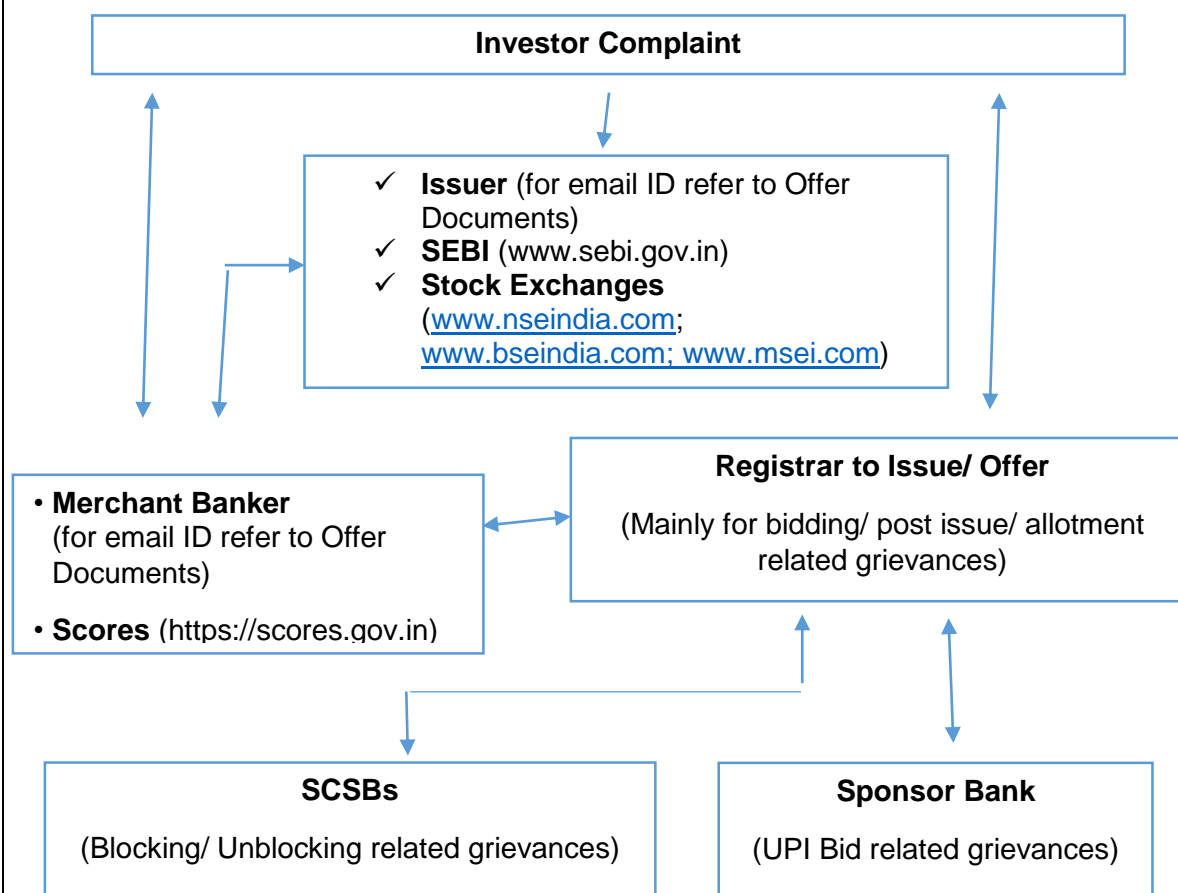 Investor Complaint
✓ Issuer (for email ID refer to Offer
Documents)
✓ SEBI (www.sebi.gov.in)
✓ Stock Exchanges
(www.nseindia.com;
www.bseindia.com; www.msei.com)
• Merchant Banker
(for email ID refer to Offer
Documents)
• Scores (https://scores.gov.in)
Registrar to Issue/ Offer
(Mainly for bidding/ post issue/ allotment
related grievances)
SCSBs
(Blocking/ Unblocking related grievances)
Sponsor Bank
(UPI Bid related grievances)